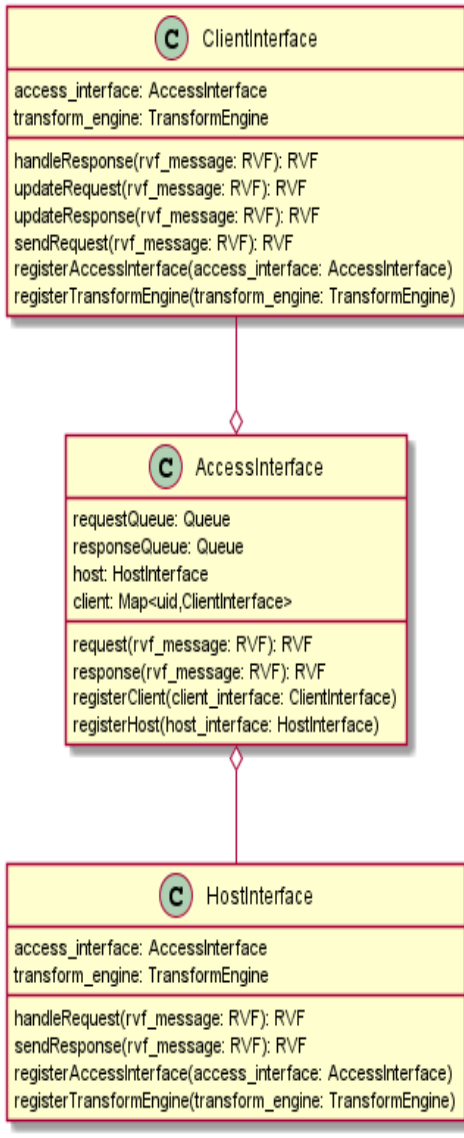 C ClientInterface
access_interface: AccessInterface
transform_engine: TransformEngine
handleResponse(rvf_message: RVF): RVF
updateRequest(rvf_message: RVF): RVF
updateResponse(rvf_message: RVF): RVF
sendRequest(rvf_message: RVF): RVF
registerAccessInterface(access_interface: AccessInterface)
registerTransformEngine(transform_engine: TransformEngine)
C AccessInterface
requestQueue: Queue
responseQueue: Queue
host: HostInterface
client: Map<uid,ClientInterface>
request(rvf_message: RVF): RVF
response(rvf_message: RVF): RVF
registerClient(client_interface: ClientInterface)
registerHost(host_interface: HostInterface)
C HostInterface
access_interface: AccessInterface
transform_engine: TransformEngine
handleRequest(rvf_message: RVF): RVF
sendResponse(rvf_message: RVF): RVF
registerAccessInterface(access_interface: AccessInterface)
registerTransformEngine(transform_engine: TransformEngine)